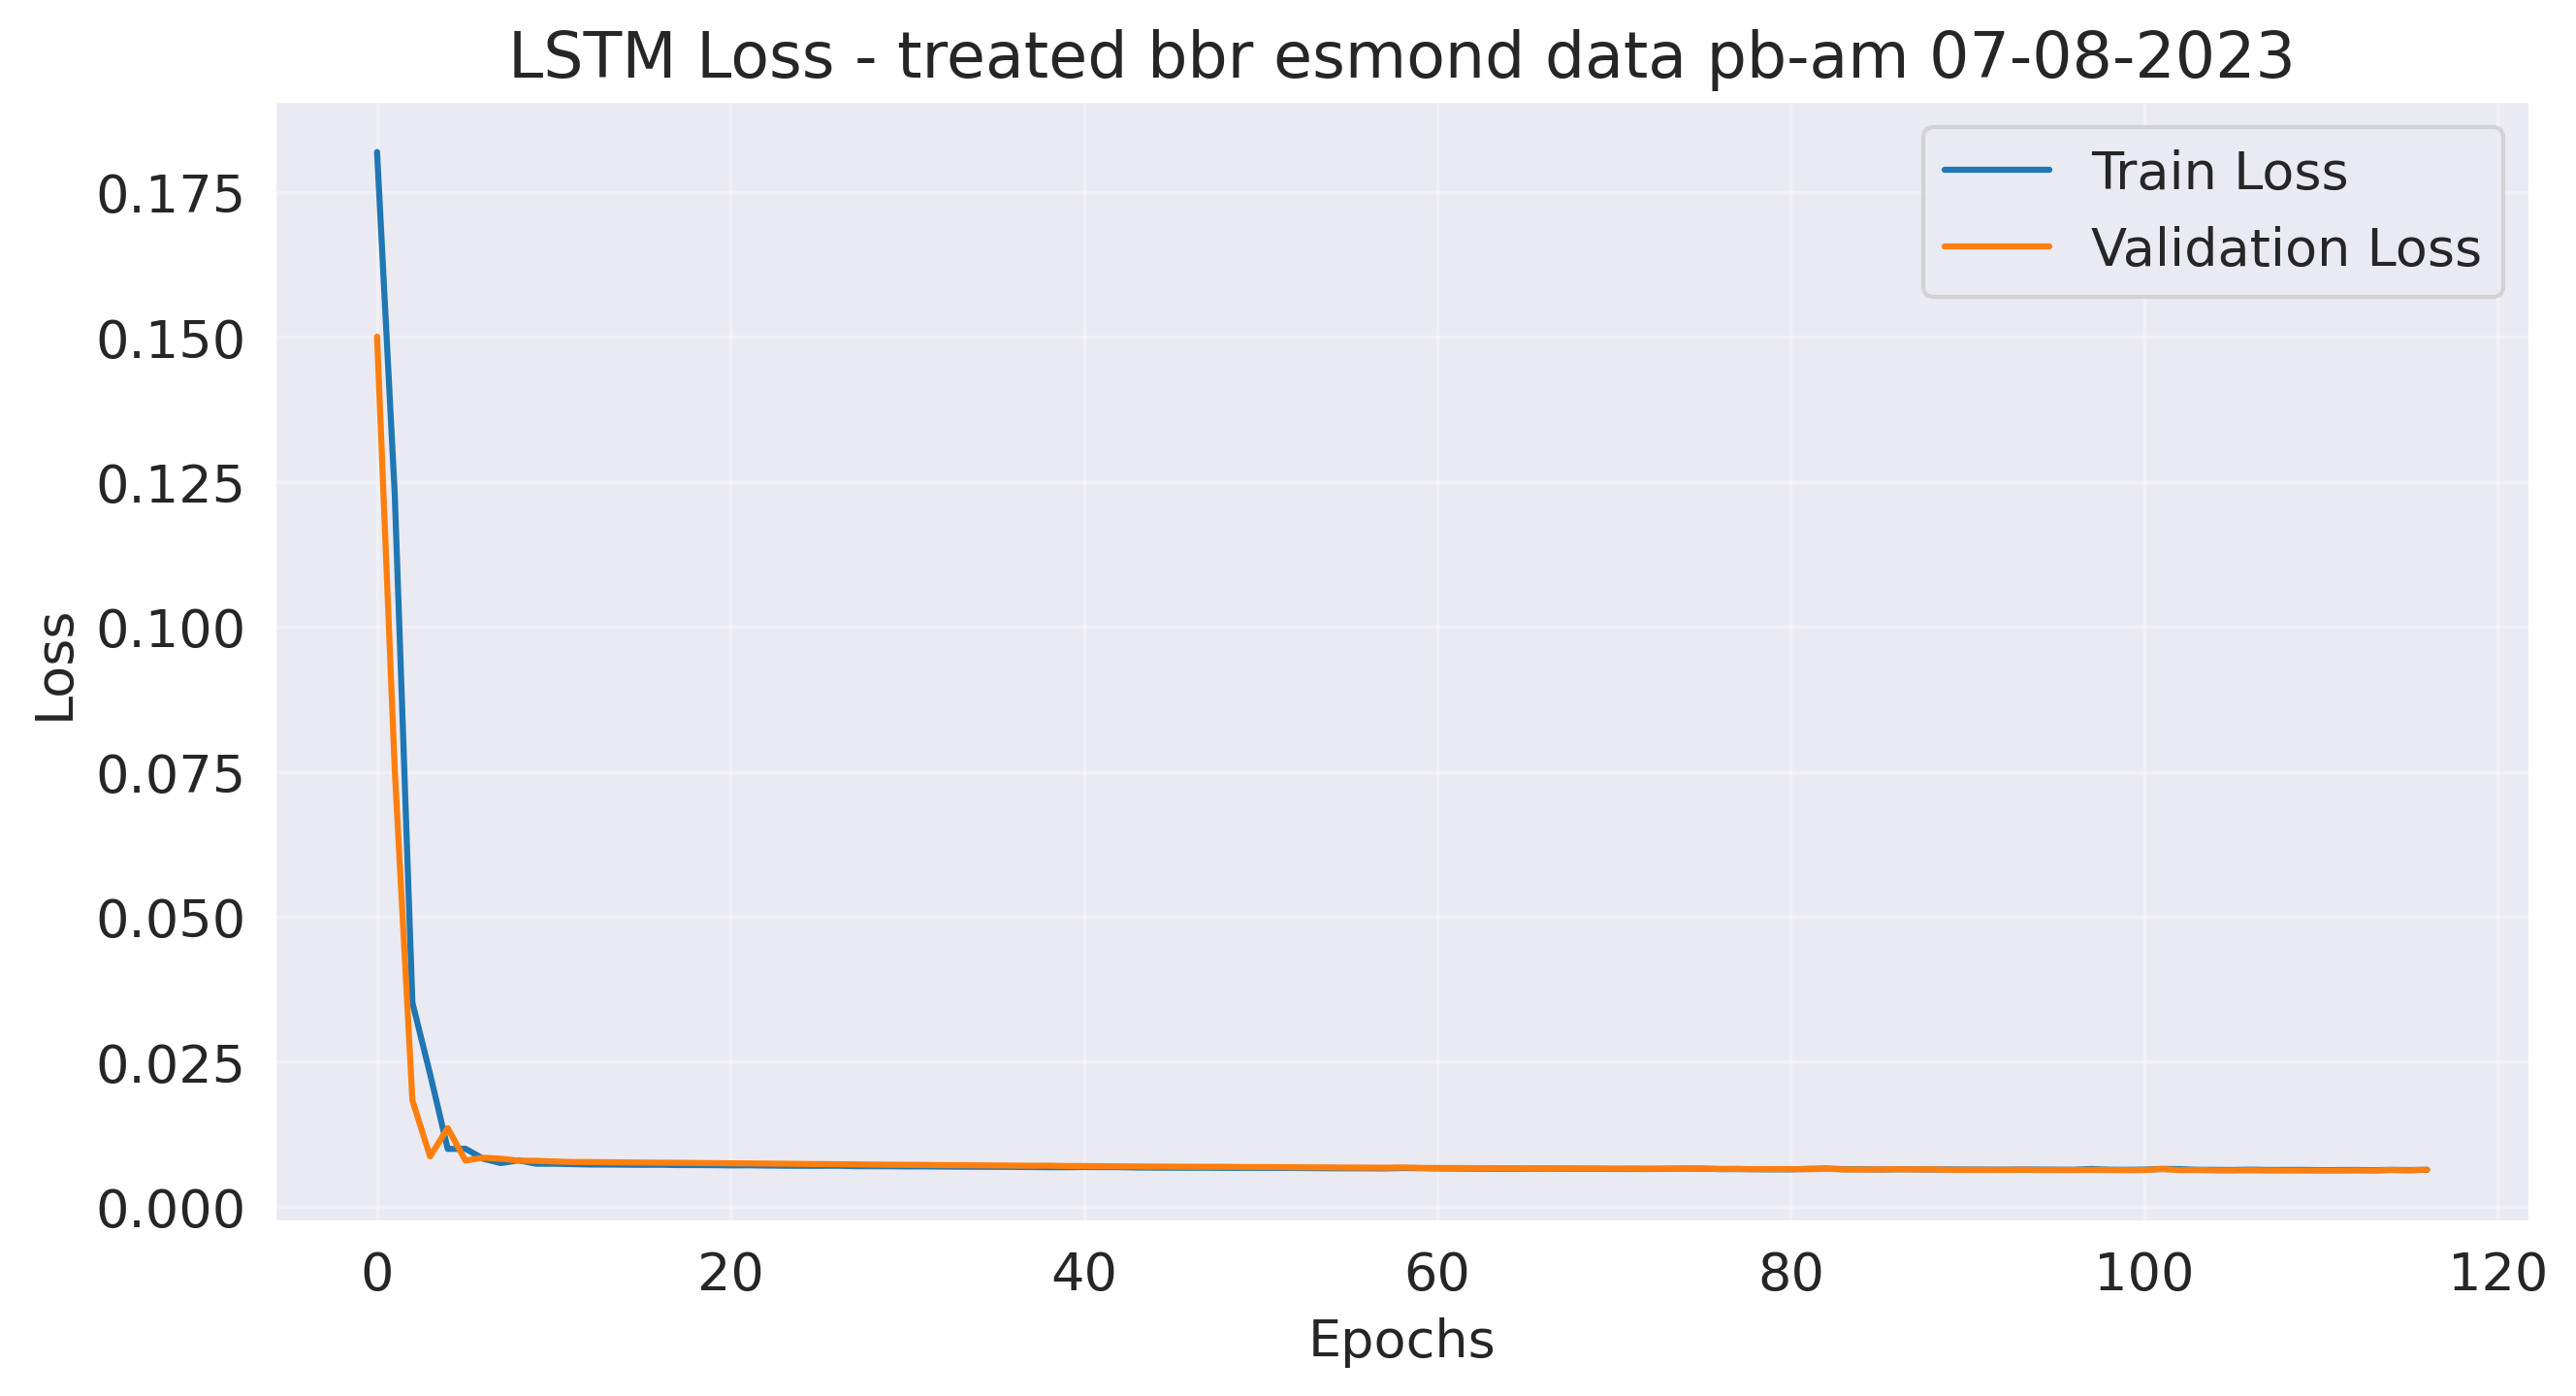 LSTM Loss - treated bbr esmond data pb-am 07-08-2023
Train Loss
Validation Loss
Loss
0.175
0.150
0.125
0.100
0.075
0.050
0.025
0.000
0 20 40 60 80 100 120
Epochs